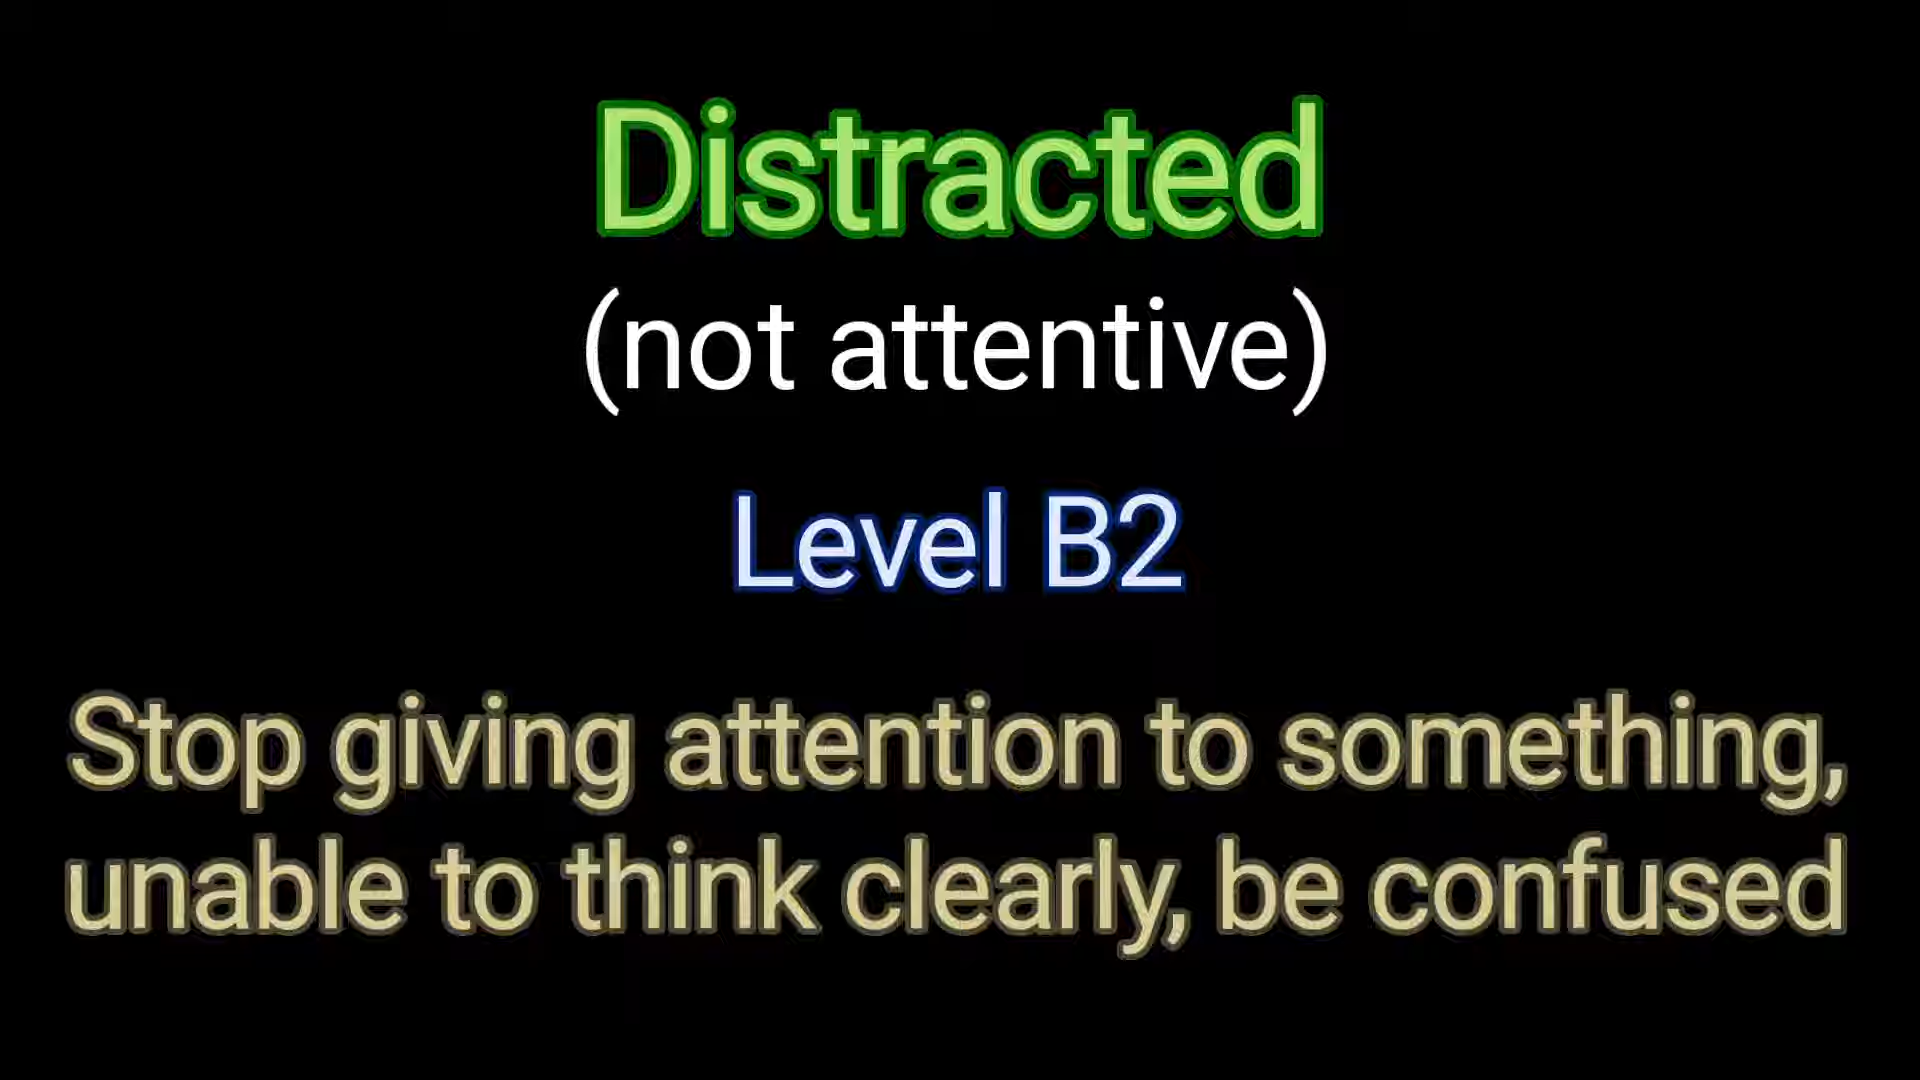 Distracted
(not attentive)
Level B2
Stop giving attention to something,
unable to think clearly, be confused